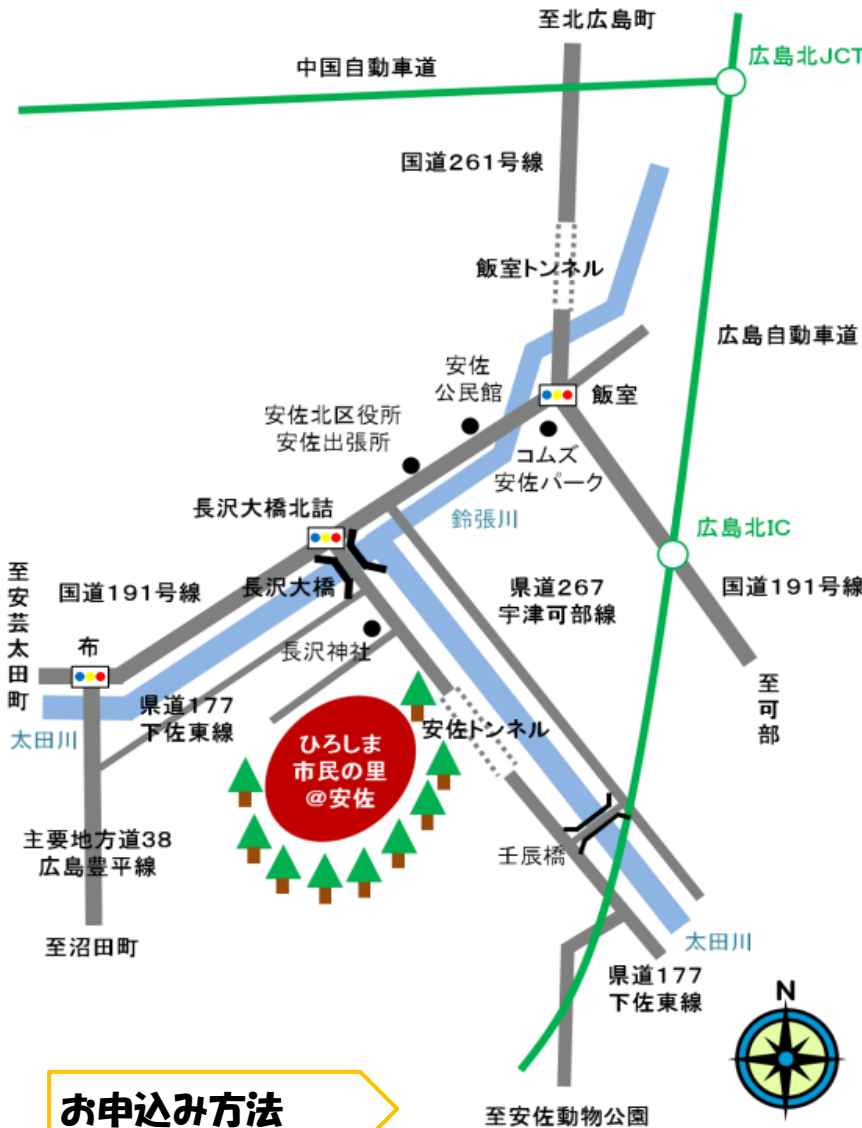 至北広島町
広島北JCT
中国自動車道
国道261号線
飯室トンネル
広島自動車道
安佐
公民館
飯室
安佐北区役所
安佐出張所
コムズ
安佐パーク
長沢大橋北詰
鈴張川
広島北IC
至安芸太田町
国道191号線
長沢大橋
県道267
宇津可部線
国道191号線
布
長沢神社
至可部
県道177
下佐東線
太田川
安佐トンネル
ひろしま
市民の里
@安佐
主要地方道38
広島豊平線
壬辰橋
至沼田町
太田川
県道177
下佐東線
N
お申込み方法
至安佐動物公園